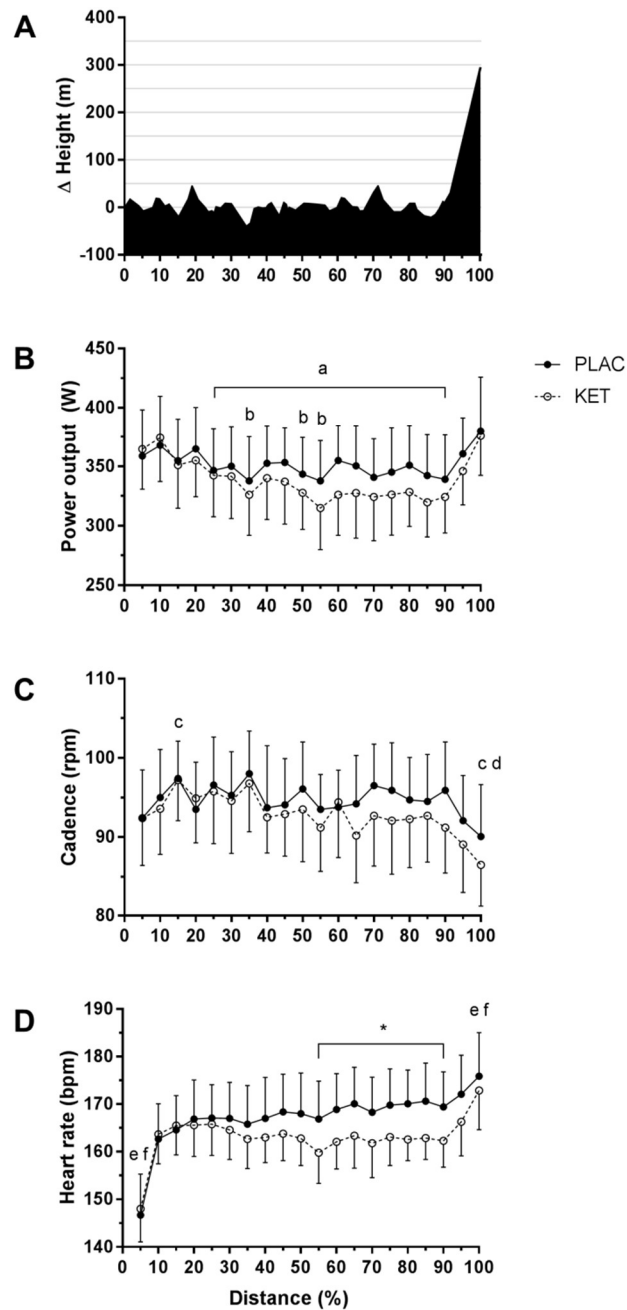 A
Δ Height (m)
400
300
200
100
0
-100
0 10 20 30 40 50 60 70 80 90 100
B
Power output (W)
450
400
350
300
250
a
b b b
PLAC
KET
0 10 20 30 40 50 60 70 80 90 100
C
Cadence (rpm)
110
100
90
80
c
c d
0 10 20 30 40 50 60 70 80 90 100
D
Heart rate (bpm)
190
180
170
160
150
140
e f
*
e f
0 10 20 30 40 50 60 70 80 90 100
Distance (%)